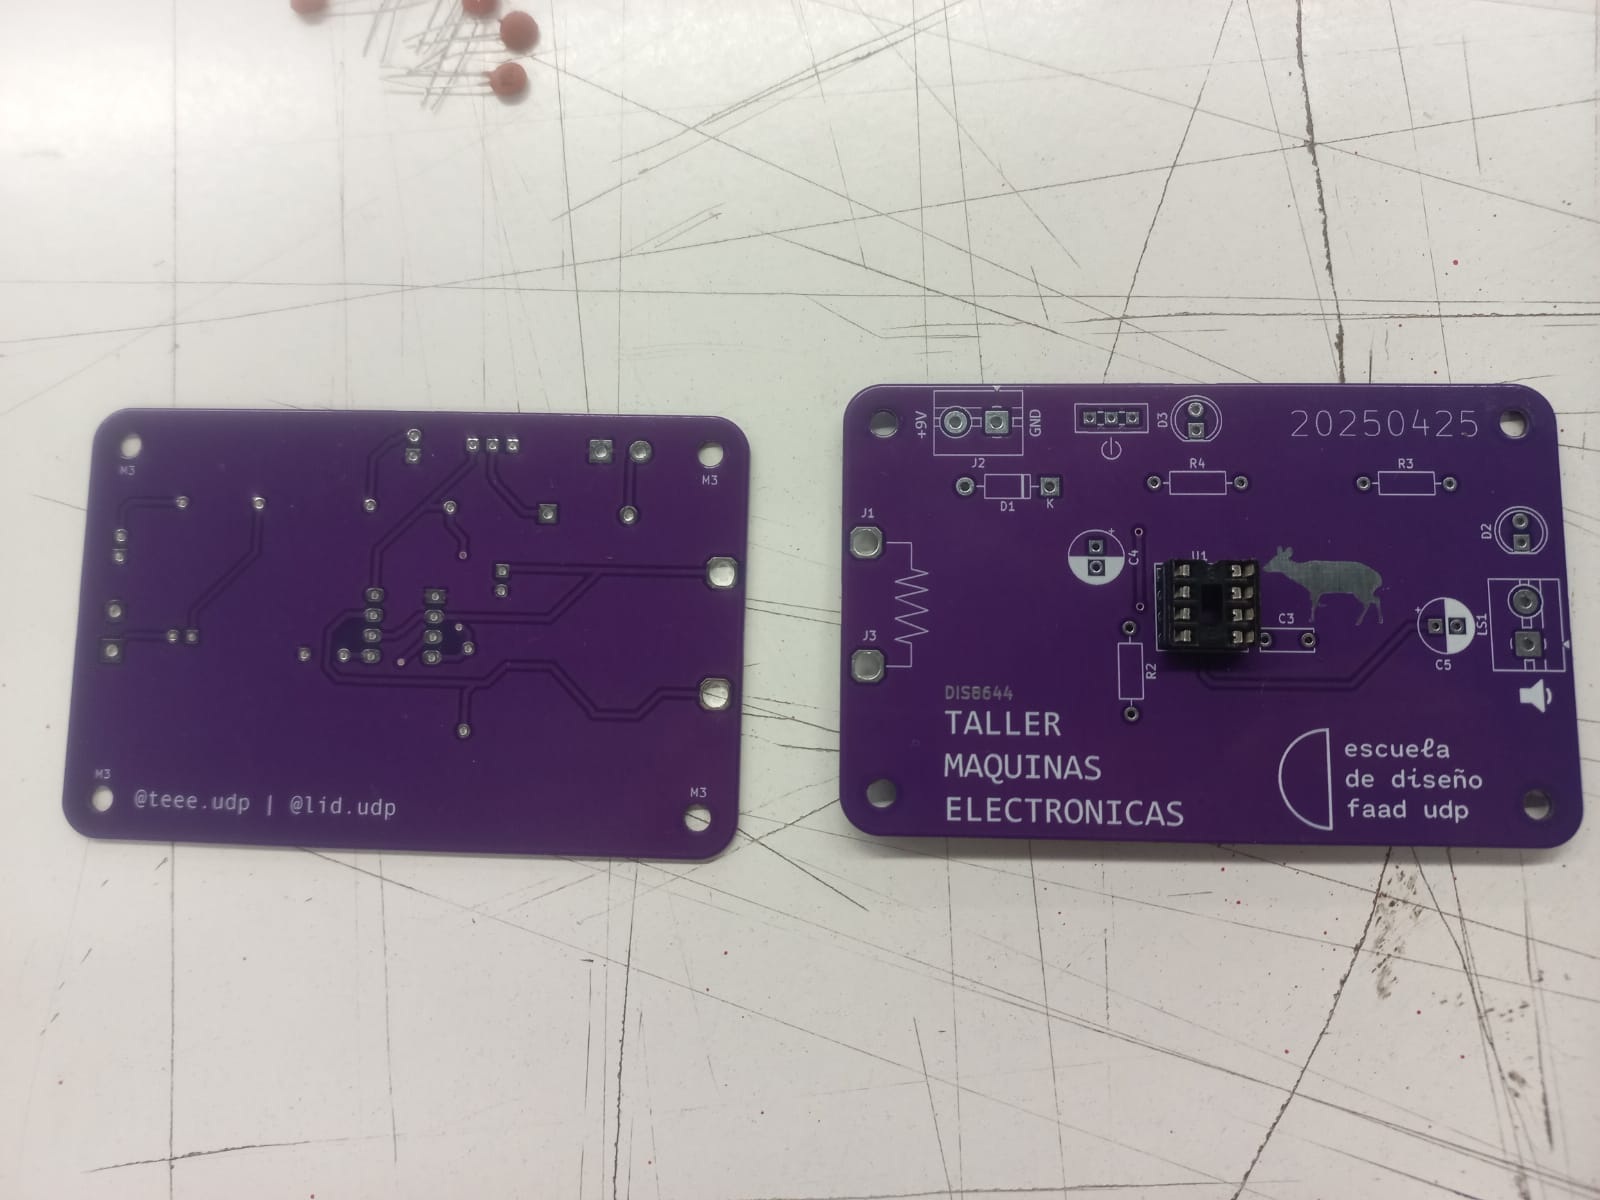 M3
M3
M3
@teee.udp | @lid.udp
M3
+9V
GND
J2
D3
20250425
D1
K
R4
R3
J1
C4
U1
D2
J3
R2
C3
C5
LS1
DIS8644
TALLER
MAQUINAS
ELECTRONICAS
escuela
de diseño
faad udp